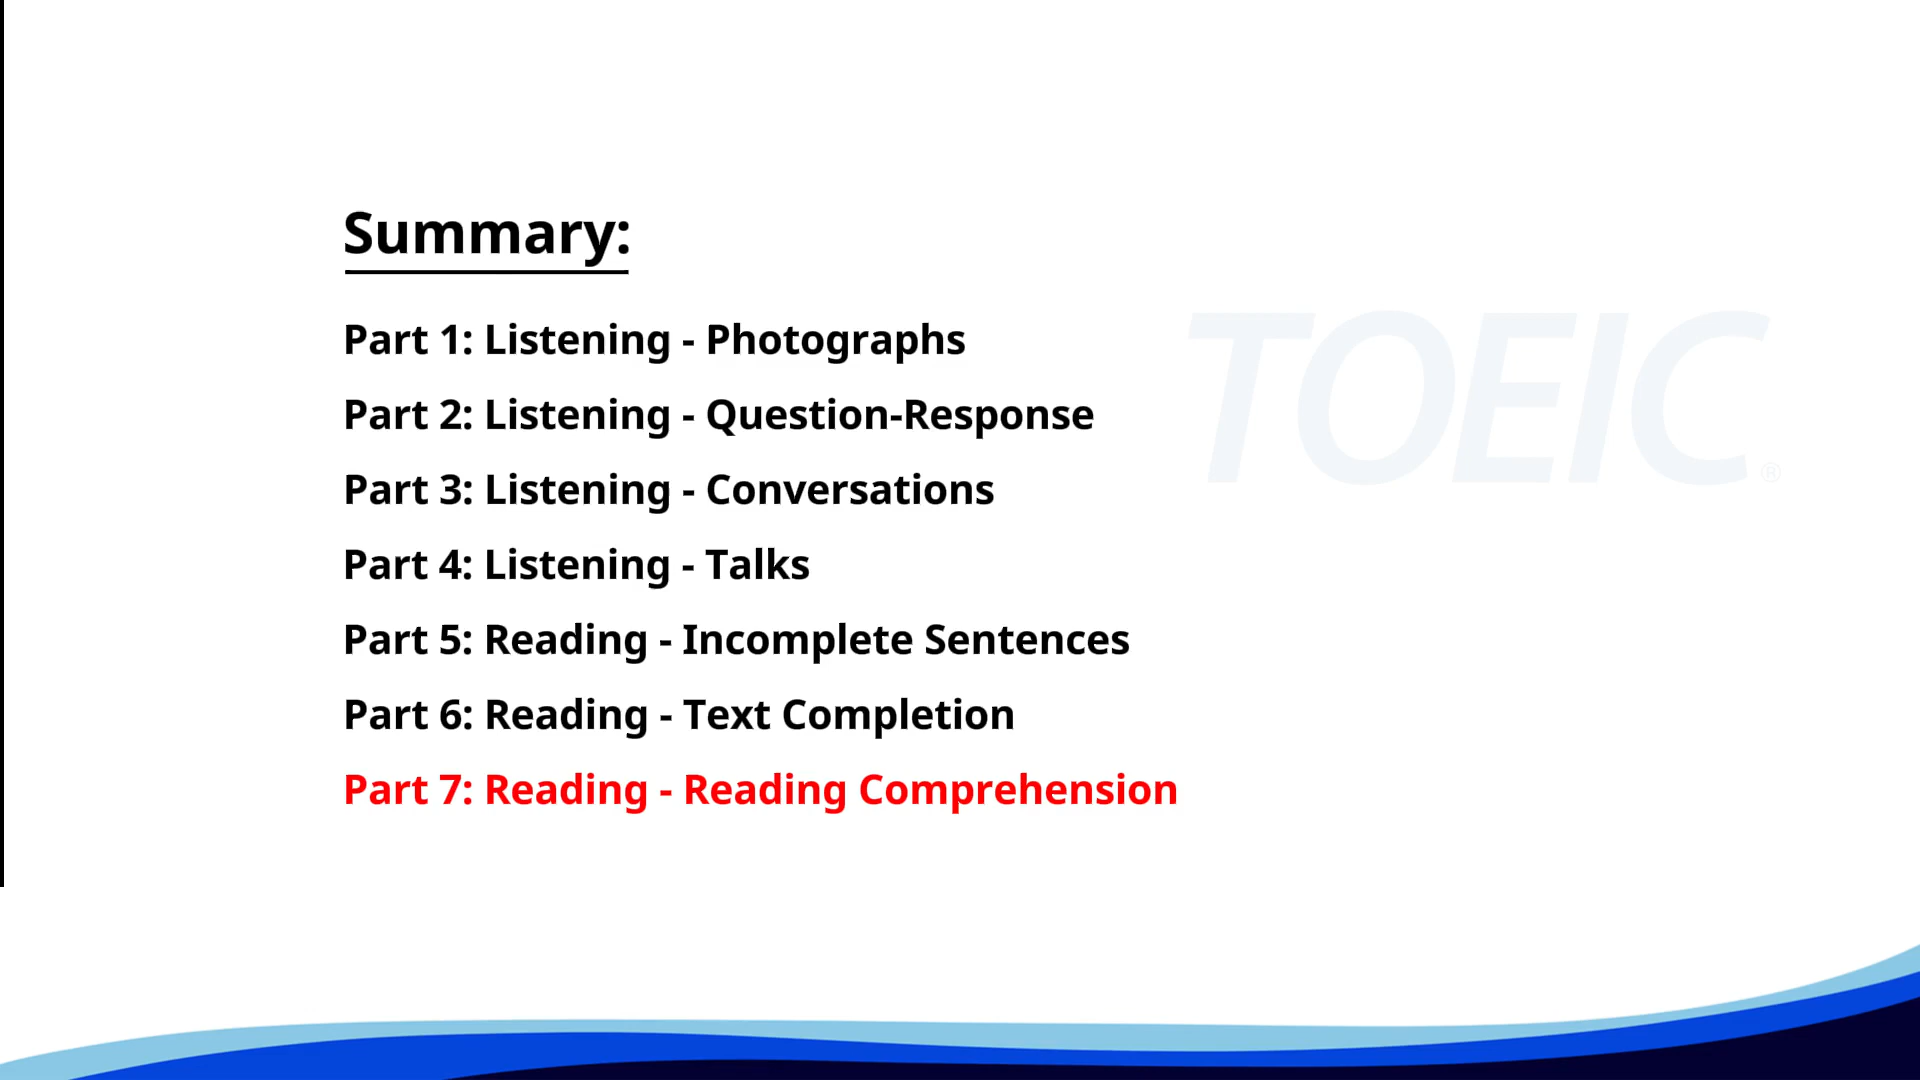 Summary:
Part 1: Listening - Photographs
Part 2: Listening - Question-Response
Part 3: Listening - Conversations
Part 4: Listening - Talks
Part 5: Reading - Incomplete Sentences
Part 6: Reading - Text Completion
Part 7: Reading - Reading Comprehension
TOEIC®